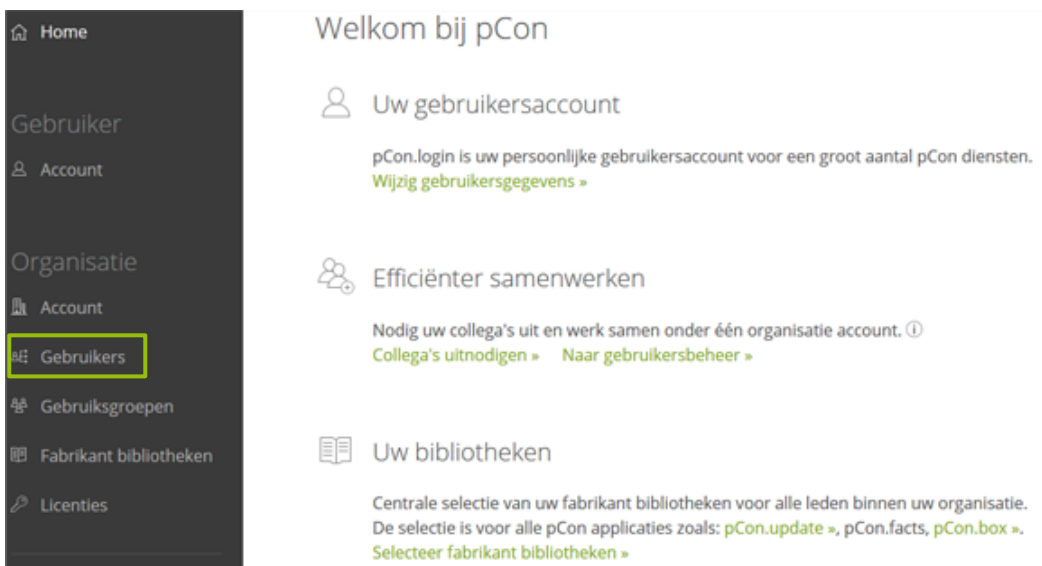 Home
Gebruiker
Account
Organisatie
Account
Gebruikers
Gebruiksgroepen
Fabrikant bibliotheken
Licenties
Welkom bij pCon
Uw gebruikersaccount
pCon.login is uw persoonlijke gebruikersaccount voor een groot aantal pCon diensten.
Wijzig gebruikersgegevens »
Efficiënter samenwerken
Nodig uw collega's uit en werk samen onder één organisatie account. ⓘ
Collega's uitnodigen » Naar gebruikersbeheer »
Uw bibliotheken
Centrale selectie van uw fabrikant bibliotheken voor alle leden binnen uw organisatie.
De selectie is voor alle pCon applicaties zoals: pCon.update », pCon.facts, pCon.box ».
Selecteer fabrikant bibliotheken »